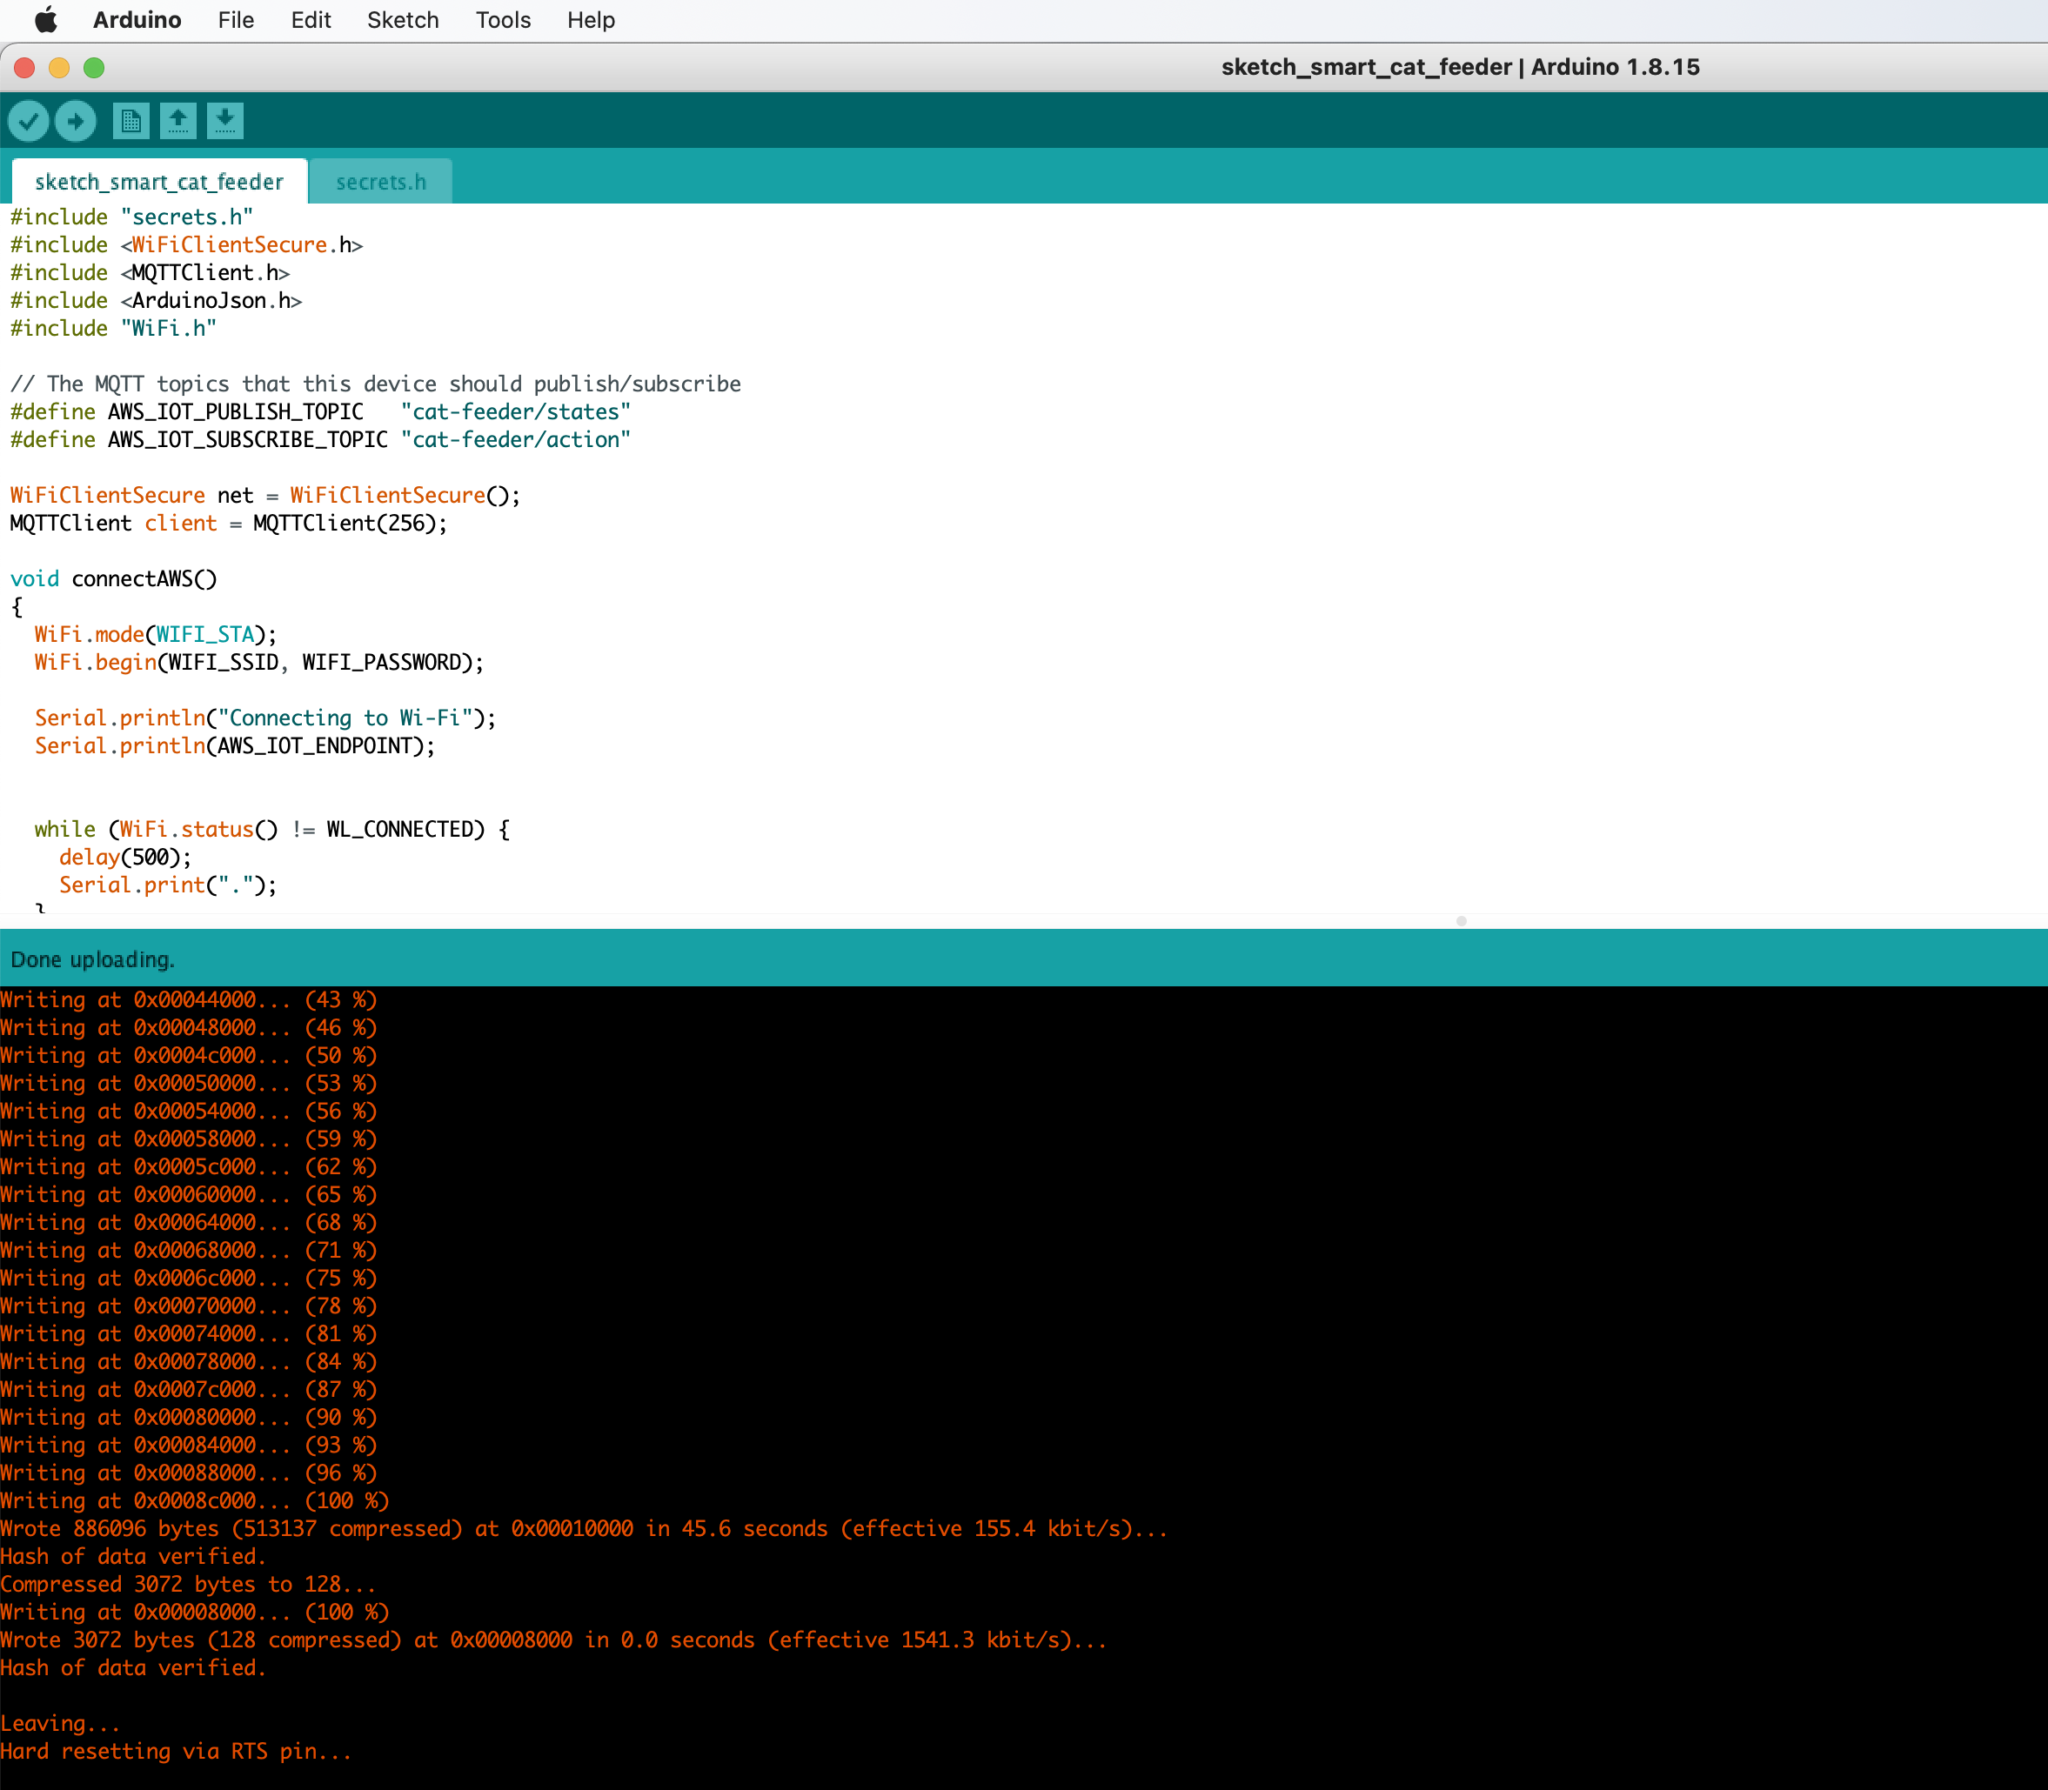 Arduino File Edit Sketch Tools Help
sketch_smart_cat_feeder | Arduino 1.8.15
sketch_smart_cat_feeder secrets.h
#include "secrets.h"
#include <WiFiClientSecure.h>
#include <MQTTClient.h>
#include <ArduinoJson.h>
#include "WiFi.h"
// The MQTT topics that this device should publish/subscribe
#define AWS_IOT_PUBLISH_TOPIC   "cat-feeder/states"
#define AWS_IOT_SUBSCRIBE_TOPIC "cat-feeder/action"
WiFiClientSecure net = WiFiClientSecure();
MQTTClient client = MQTTClient(256);
void connectAWS()
{
  WiFi.mode(WIFI_STA);
  WiFi.begin(WIFI_SSID, WIFI_PASSWORD);
  Serial.println("Connecting to Wi-Fi");
  Serial.println(AWS_IOT_ENDPOINT);
  while (WiFi.status() != WL_CONNECTED) {
    delay(500);
    Serial.print(".");
  }
Done uploading.
Writing at 0x00044000... (43 %)
Writing at 0x00048000... (46 %)
Writing at 0x0004c000... (50 %)
Writing at 0x00050000... (53 %)
Writing at 0x00054000... (56 %)
Writing at 0x00058000... (59 %)
Writing at 0x0005c000... (62 %)
Writing at 0x00060000... (65 %)
Writing at 0x00064000... (68 %)
Writing at 0x00068000... (71 %)
Writing at 0x0006c000... (75 %)
Writing at 0x00070000... (78 %)
Writing at 0x00074000... (81 %)
Writing at 0x00078000... (84 %)
Writing at 0x0007c000... (87 %)
Writing at 0x00080000... (90 %)
Writing at 0x00084000... (93 %)
Writing at 0x00088000... (96 %)
Writing at 0x0008c000... (100 %)
Wrote 886096 bytes (513137 compressed) at 0x00010000 in 45.6 seconds (effective 155.4 kbit/s)...
Hash of data verified.
Compressed 3072 bytes to 128...
Writing at 0x00008000... (100 %)
Wrote 3072 bytes (128 compressed) at 0x00008000 in 0.0 seconds (effective 1541.3 kbit/s)...
Hash of data verified.
Leaving...
Hard resetting via RTS pin...